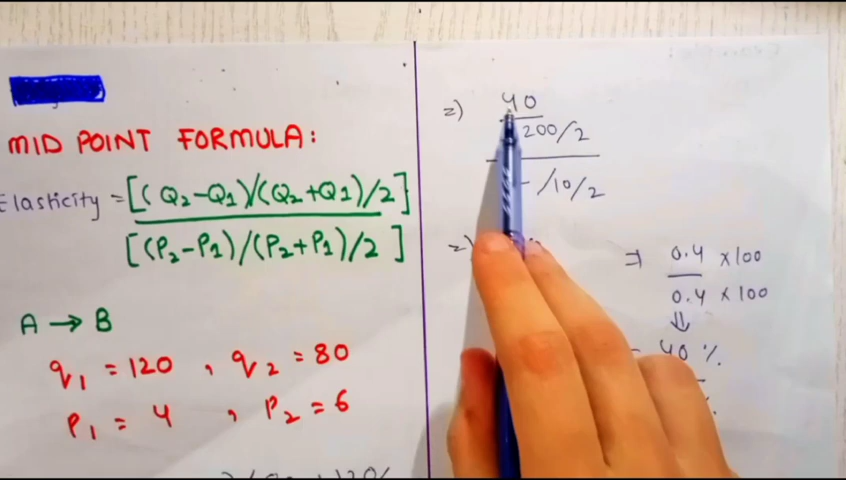 MID POINT FORMULA:
Elasticity = [(Q2-Q1)/(Q2+Q1)/2]
[(P2-P1)/(P2+P1)/2]
A → B
q1 = 120 , q2 = 80
P1 = 4 , P2 = 6
=) 40
200/2
/10/2
=)
⇒ 0.4 x100
0.4 x100
⇓
40 %